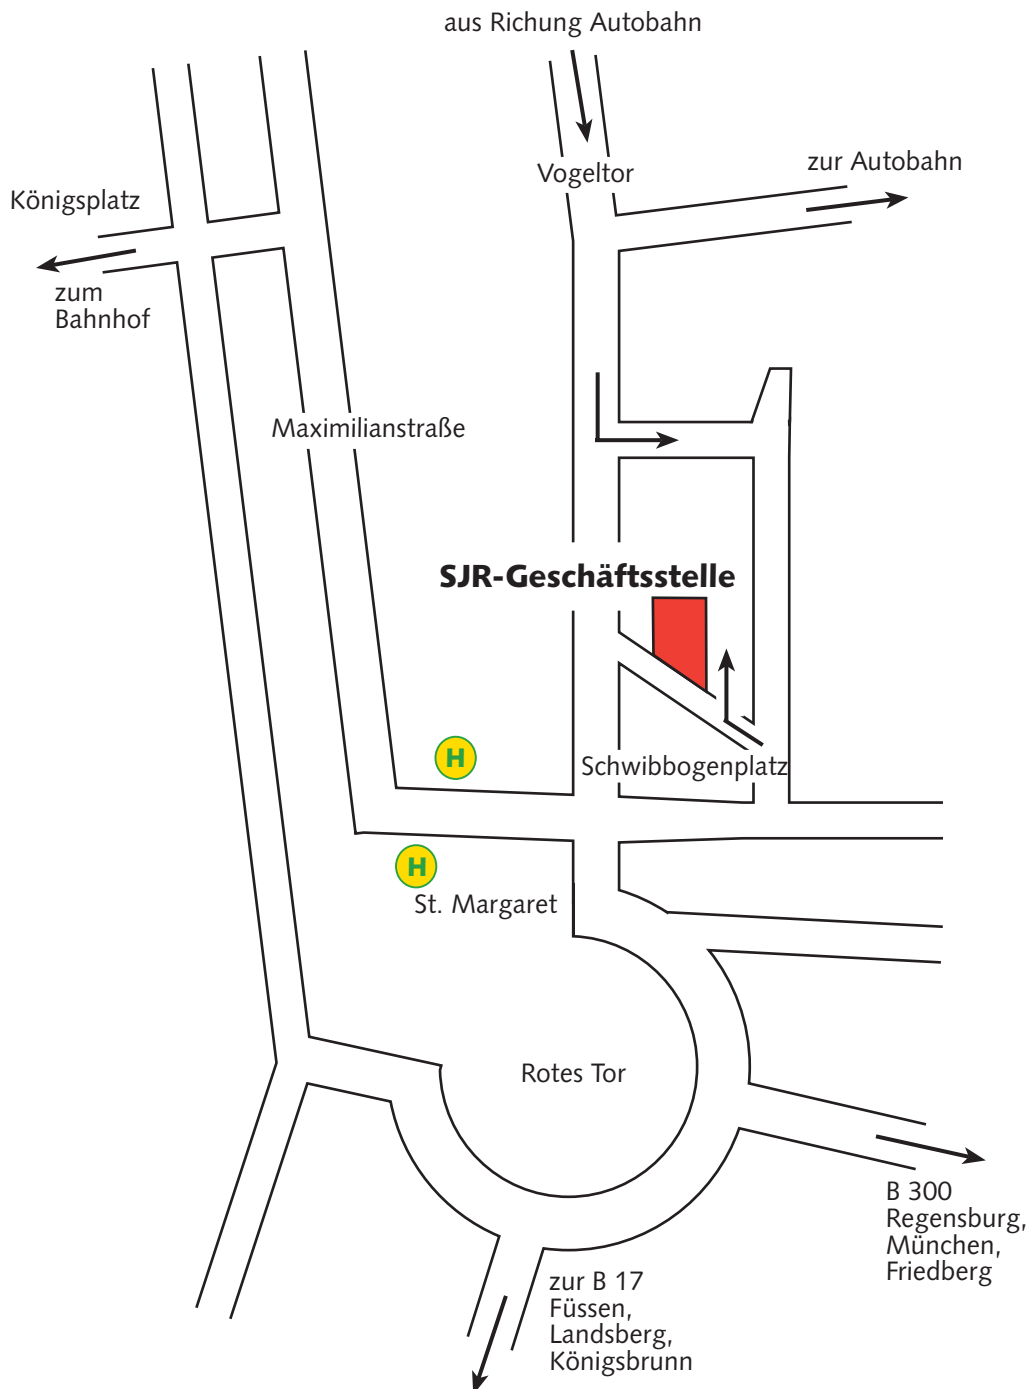 aus Richung Autobahn
Vogeltor
zur Autobahn
Königsplatz
zum
Bahnhof
Maximilianstraße
SJR-Geschäftsstelle
H
Schwibbogenplatz
H
St. Margaret
Rotes Tor
B 300
Regensburg,
München,
Friedberg
zur B 17
Füssen,
Landsberg,
Königsbrunn